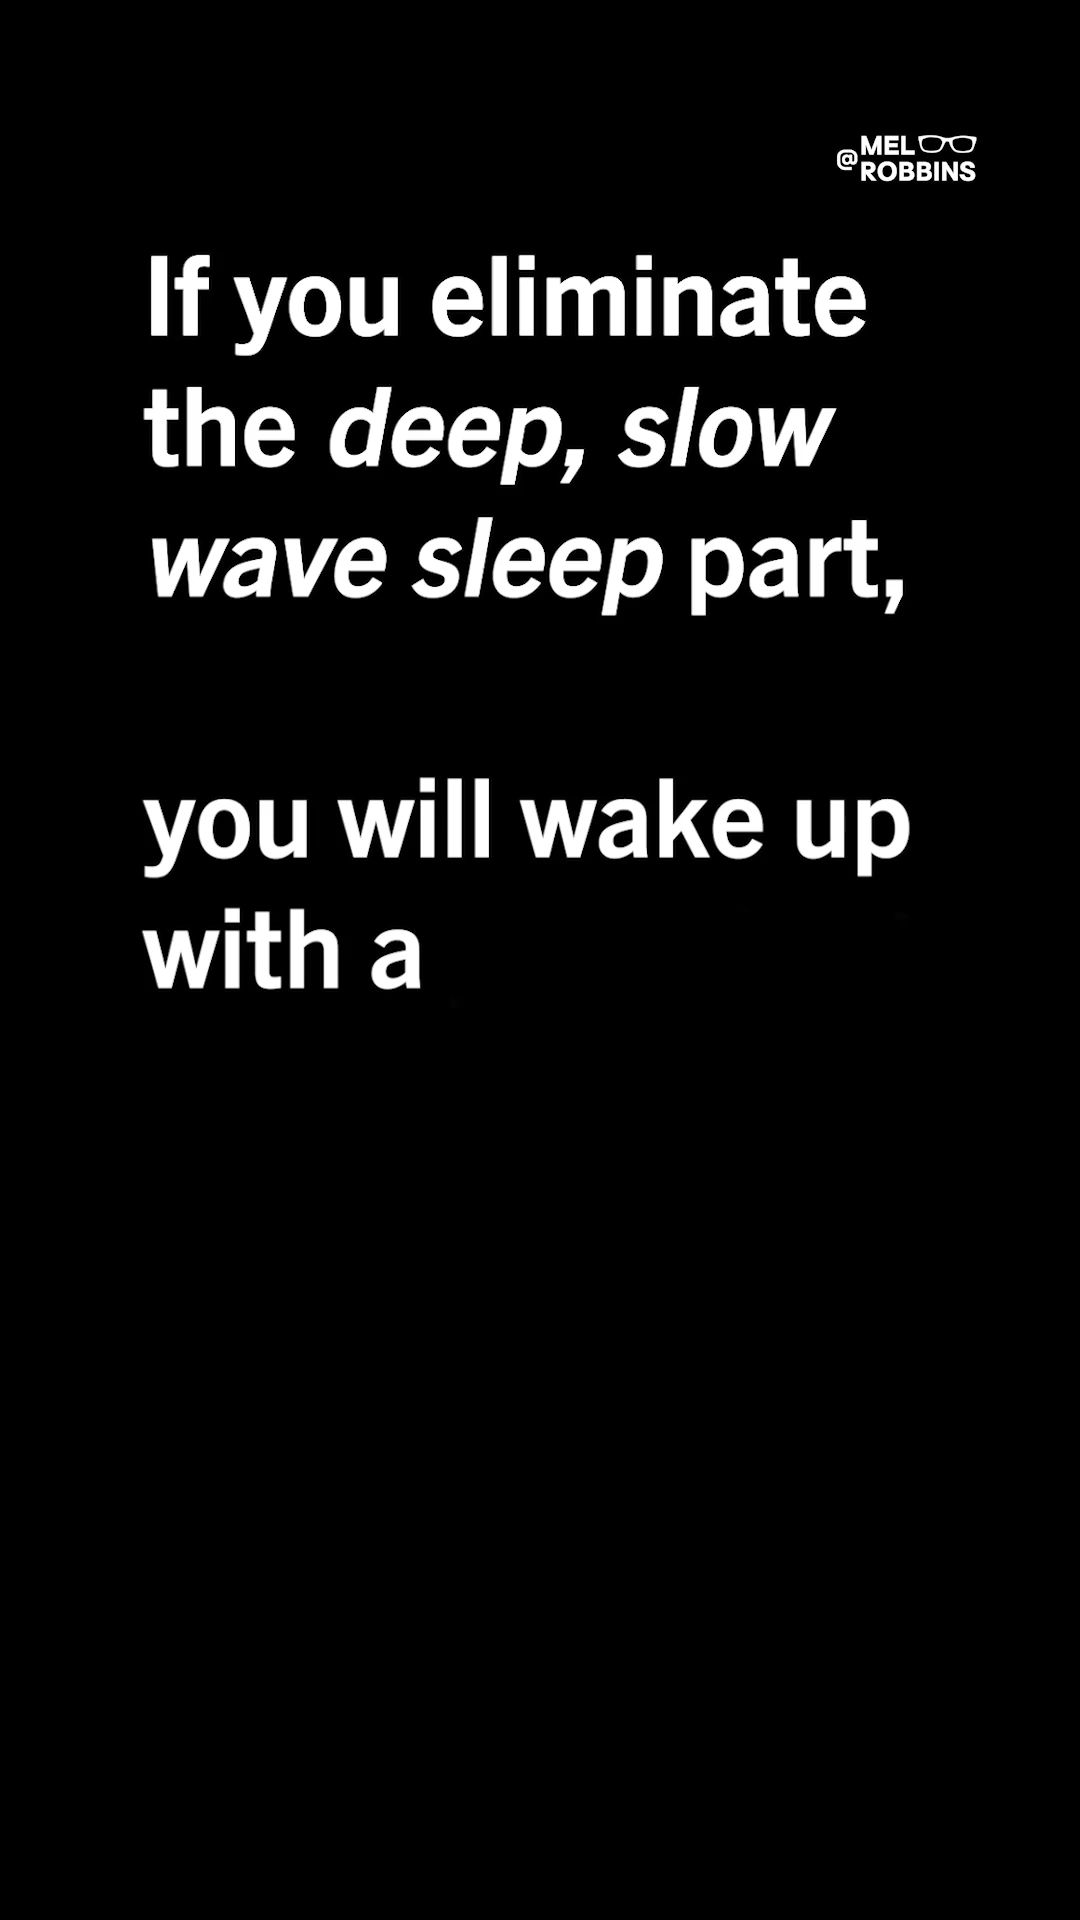 @MEL
ROBBINS
If you eliminate
the deep, slow
wave sleep part,
you will wake up
with a